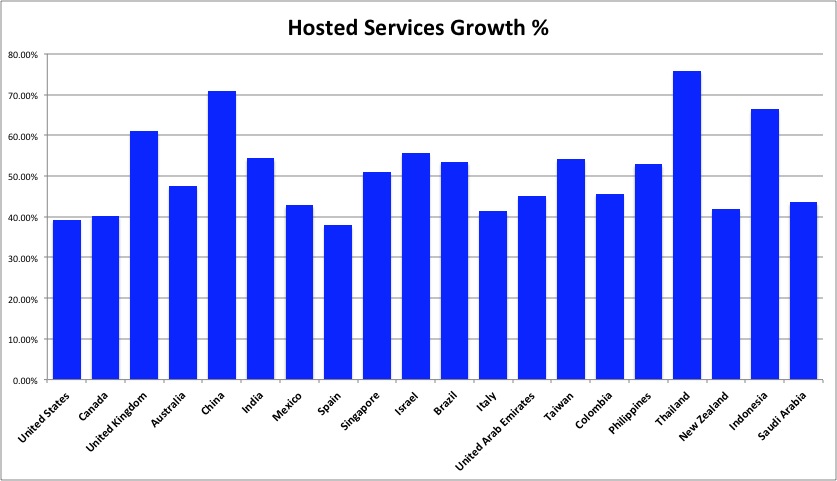 Hosted Services Growth %
80.00%
70.00%
60.00%
50.00%
40.00%
30.00%
20.00%
10.00%
0.00%
United States
Canada
United Kingdom
Australia
China
India
Mexico
Spain
Singapore
Israel
Brazil
Italy
United Arab Emirates
Taiwan
Colombia
Philippines
Thailand
New Zealand
Indonesia
Saudi Arabia